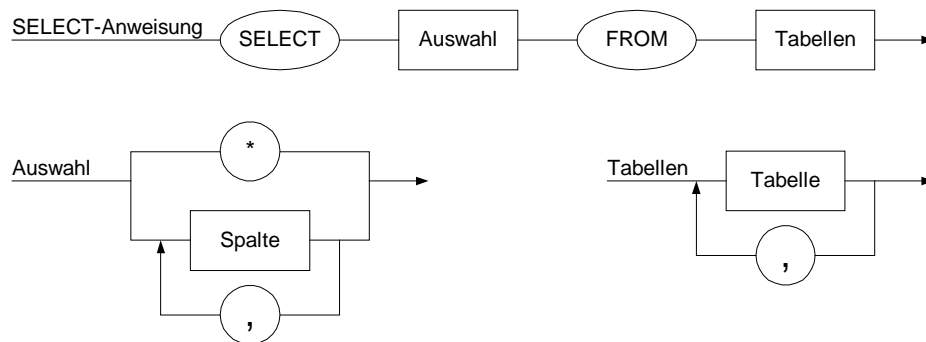 SELECT-Anweisung SELECT Auswahl FROM Tabellen
Auswahl * Tabellen Tabelle
Spalte ,
,